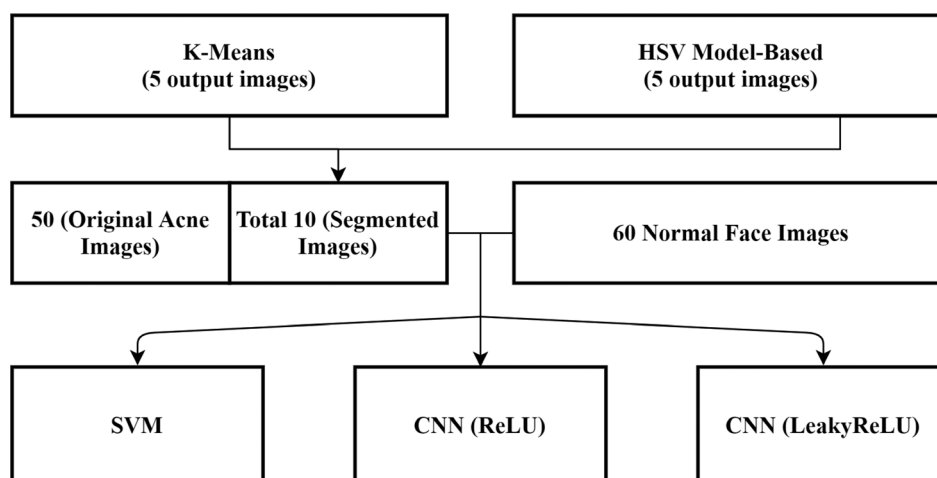 K-Means
(5 output images)
HSV Model-Based
(5 output images)
50 (Original Acne
Images)
Total 10 (Segmented
Images)
60 Normal Face Images
SVM
CNN (ReLU)
CNN (LeakyReLU)